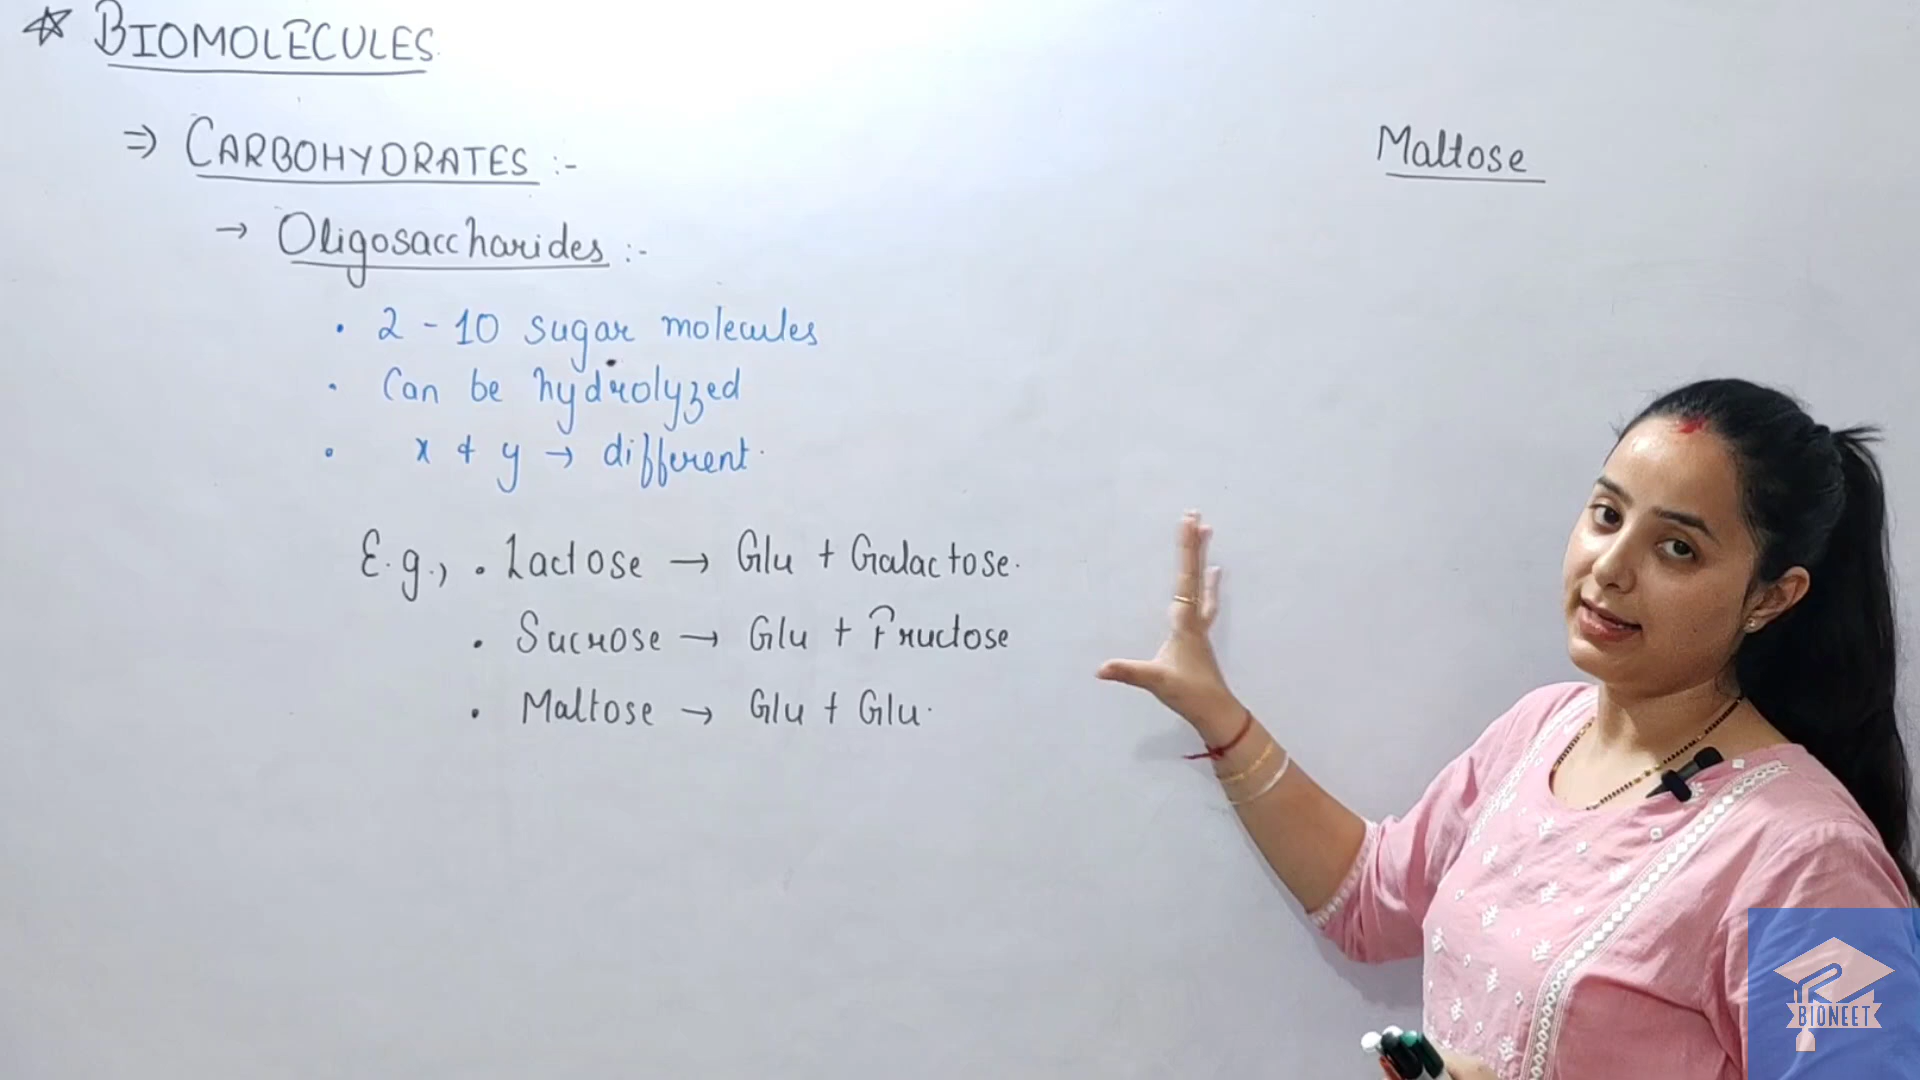 ☆ BIOMOLECULES
⇒ CARBOHYDRATES :-
→ Oligosaccharides :-
• 2 - 10 sugar molecules
• Can be hydrolyzed
• x & y → different.
E.g., • Lactose → Glu + Galactose.
• Sucrose → Glu + Fructose
• Maltose → Glu + Glu.
Maltose
BIONEET